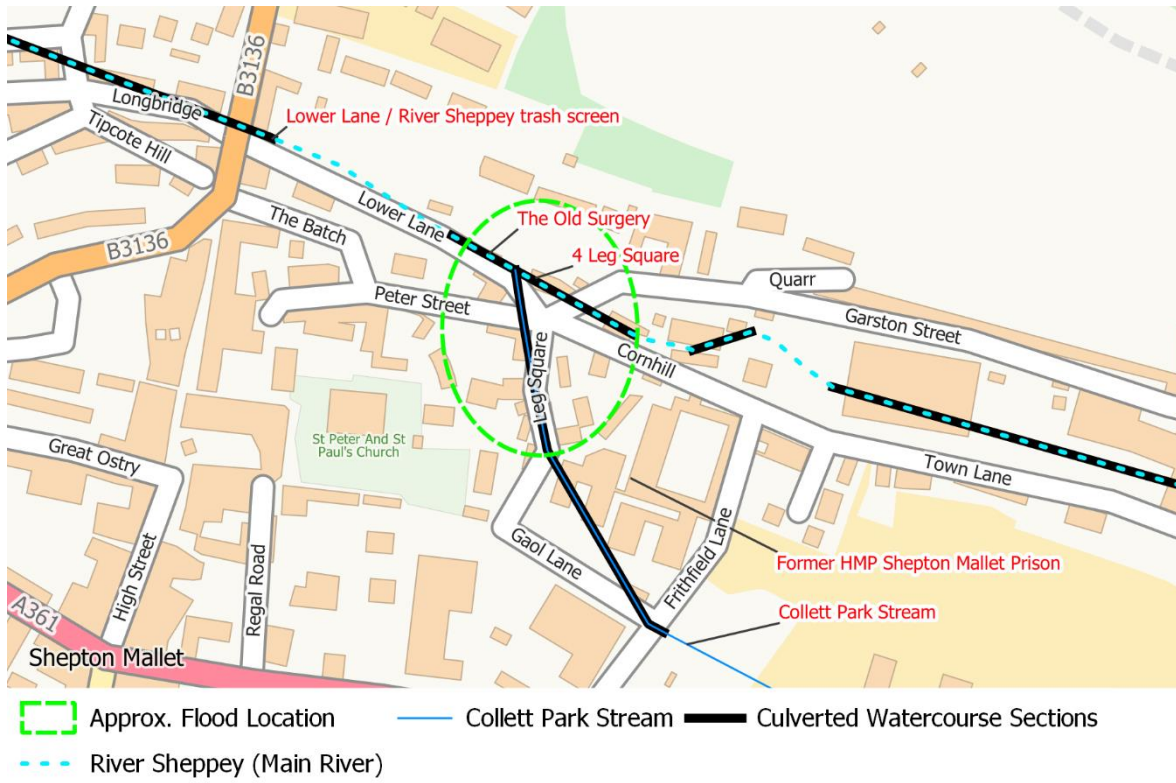 B3136
Longbridge
Lower Lane / River Sheppey trash screen
Tipcote Hill
Lower Lane
The Old Surgery
The Batch
4 Leg Square
B3136
Quarr
Peter Street
Garston Street
Cornhill
Leg Square
St Peter And St
Paul's Church
Great Ostry
Town Lane
High Street
Regal Road
Gaol Lane
Frithfield Lane
Former HMP Shepton Mallet Prison
Collett Park Stream
A361
Shepton Mallet
Approx. Flood Location
Collett Park Stream
Culverted Watercourse Sections
River Sheppey (Main River)